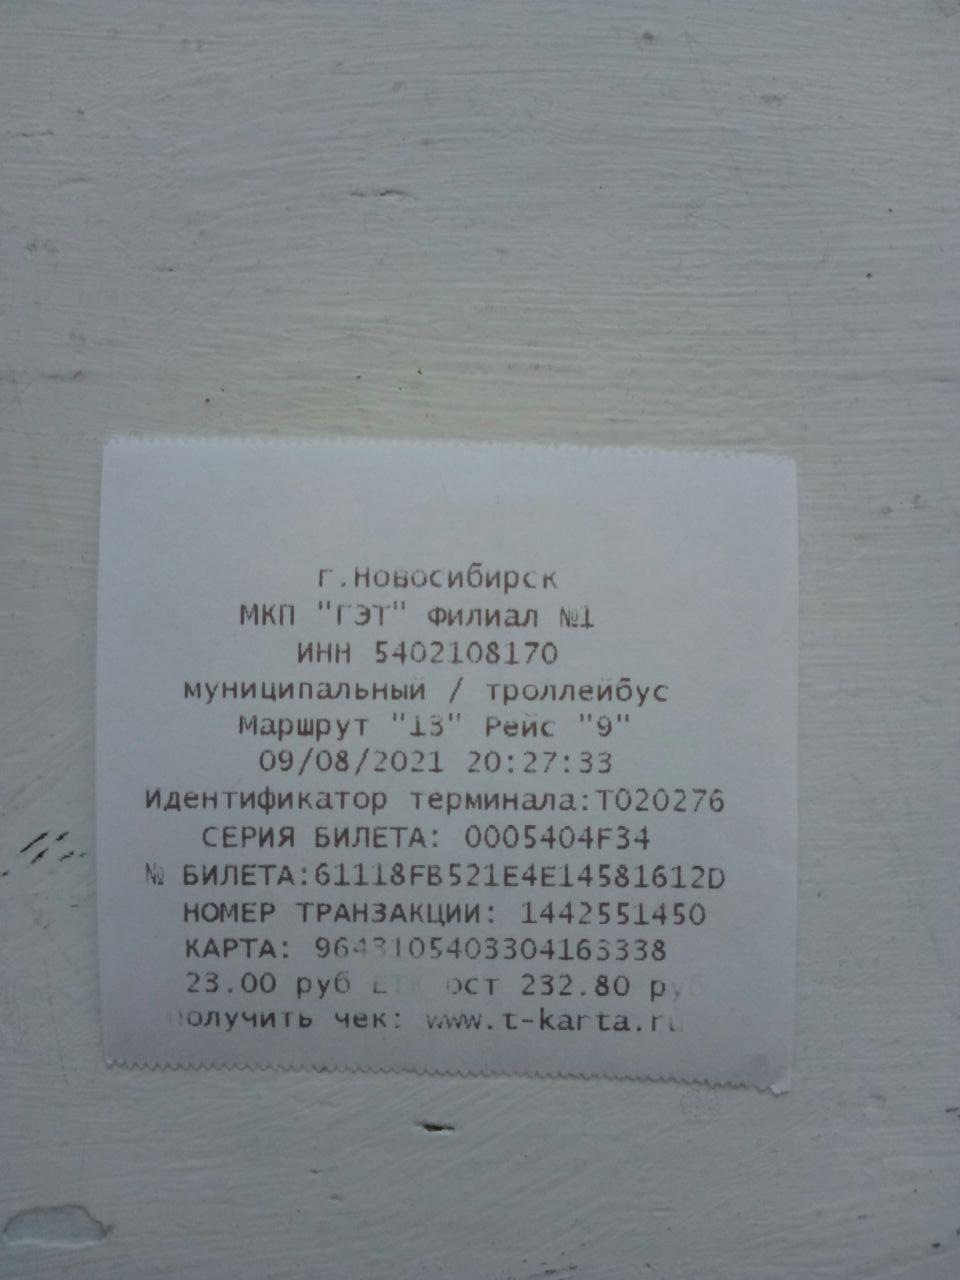 г.Новосибирск
МКП "ГЭТ" Филиал №1
ИНН 5402108170
муниципальный / троллейбус
Маршрут "13" Рейс "9"
09/08/2021 20:27:33
Идентификатор терминала:T020276
СЕРИЯ БИЛЕТА: 0005404F34
№ БИЛЕТА:61118FB521E4E14581612D
НОМЕР ТРАНЗАКЦИИ: 1442551450
КАРТА: 9643105403304163338
23.00 руб ЕТК ост 232.80 руб
получить чек: www.t-karta.ru